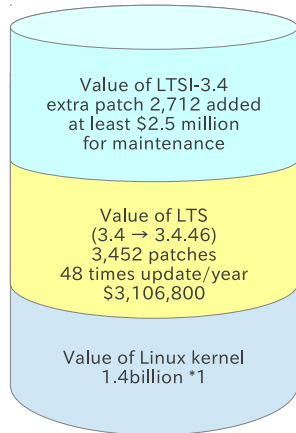 Value of LTSI-3.4
extra patch 2,712 added
at least $2.5 million
for maintenance
Value of LTS
(3.4 → 3.4.46)
3,452 patches
48 times update/year
$3,106,800
Value of Linux kernel
1.4billion *1